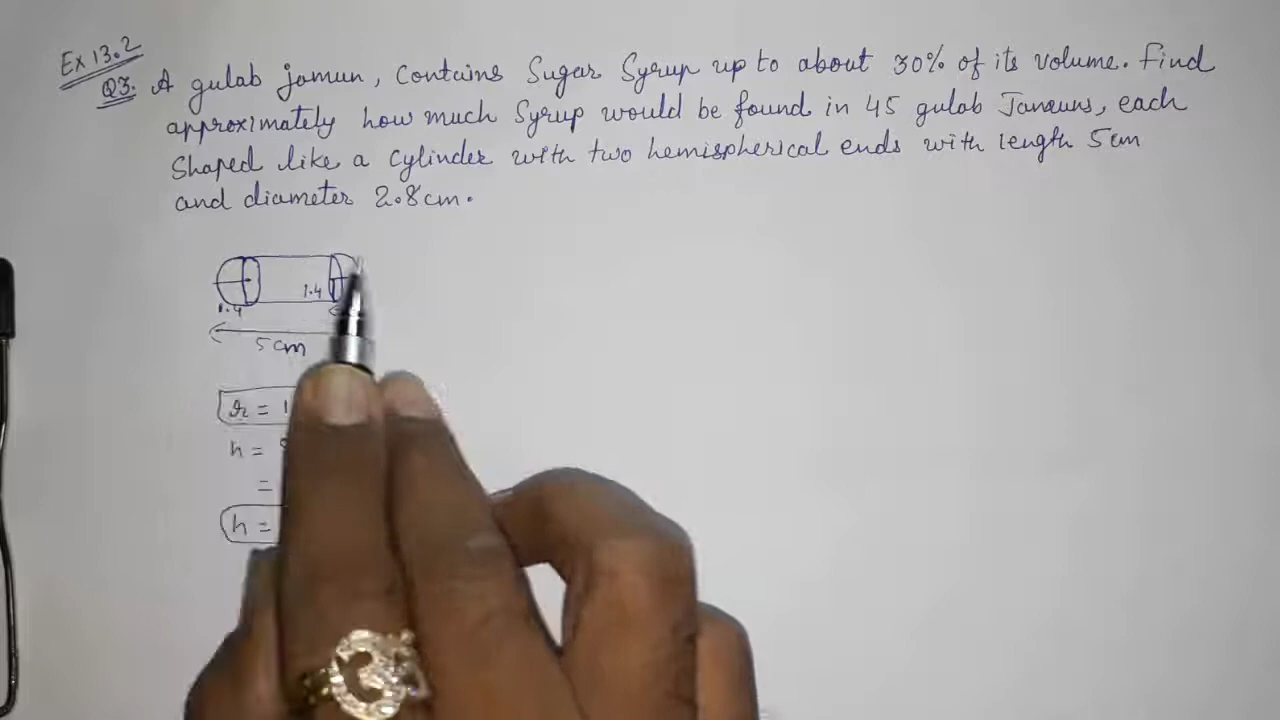 Ex 13.2
Q3. A gulab jamun, Contains Sugar Syrup up to about 30% of its volume. Find
approximately how much Syrup would be found in 45 gulab Jamuns, each
Shaped like a Cylinder with two hemispherical ends with length 5cm
and diameter 2.8cm.
1.4
1.4
5 cm
r = 1
h =
=
h =